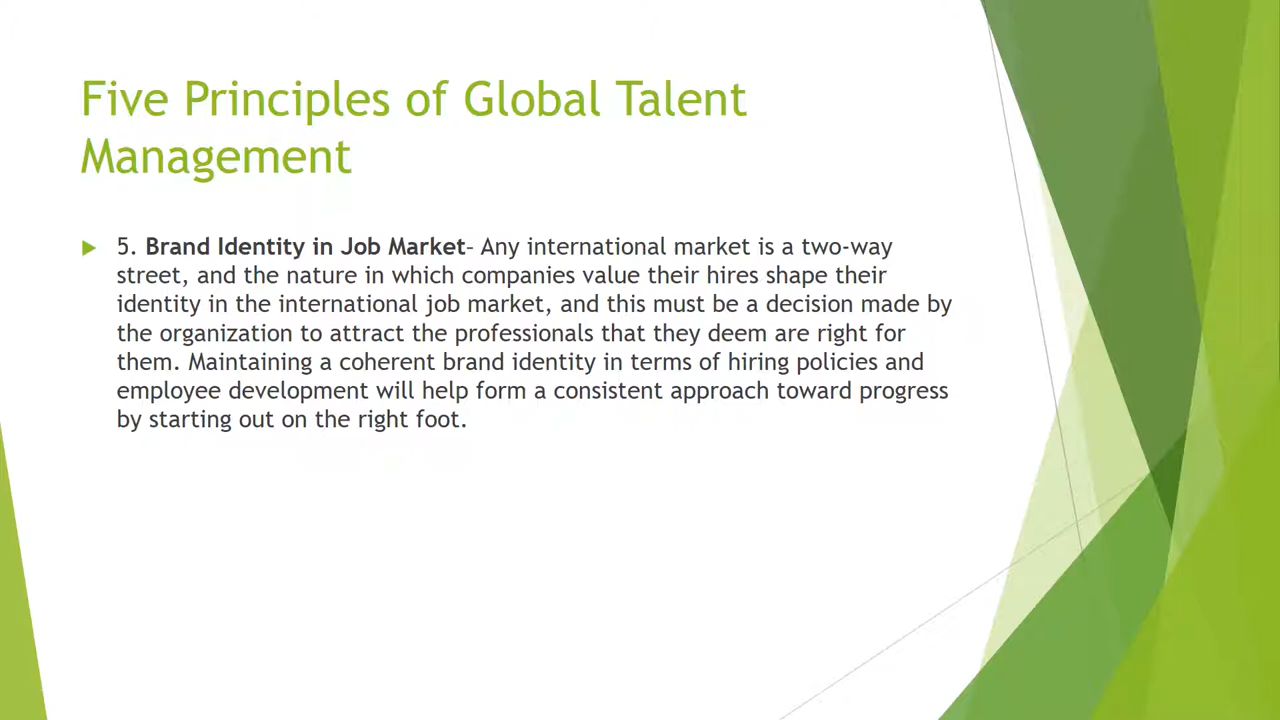 Five Principles of Global Talent
Management
5. Brand Identity in Job Market– Any international market is a two-way
street, and the nature in which companies value their hires shape their
identity in the international job market, and this must be a decision made by
the organization to attract the professionals that they deem are right for
them. Maintaining a coherent brand identity in terms of hiring policies and
employee development will help form a consistent approach toward progress
by starting out on the right foot.